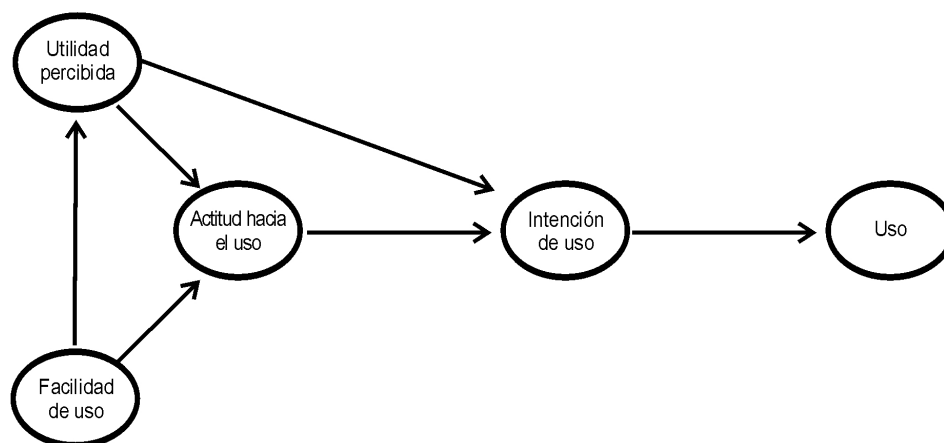 Utilidad
percibida
Actitud hacia
el uso
Intención
de uso
Uso
Facilidad
de uso